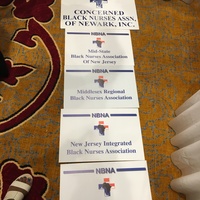 CONCERNED
BLACK NURSES ASSN.
OF NEWARK, INC.
NBNA
Mid-State
Black Nurses Association
Of New Jersey
NBNA
Middlesex Regional
Black Nurses Association
NBNA
New Jersey Integrated
Black Nurses Association
NBNA